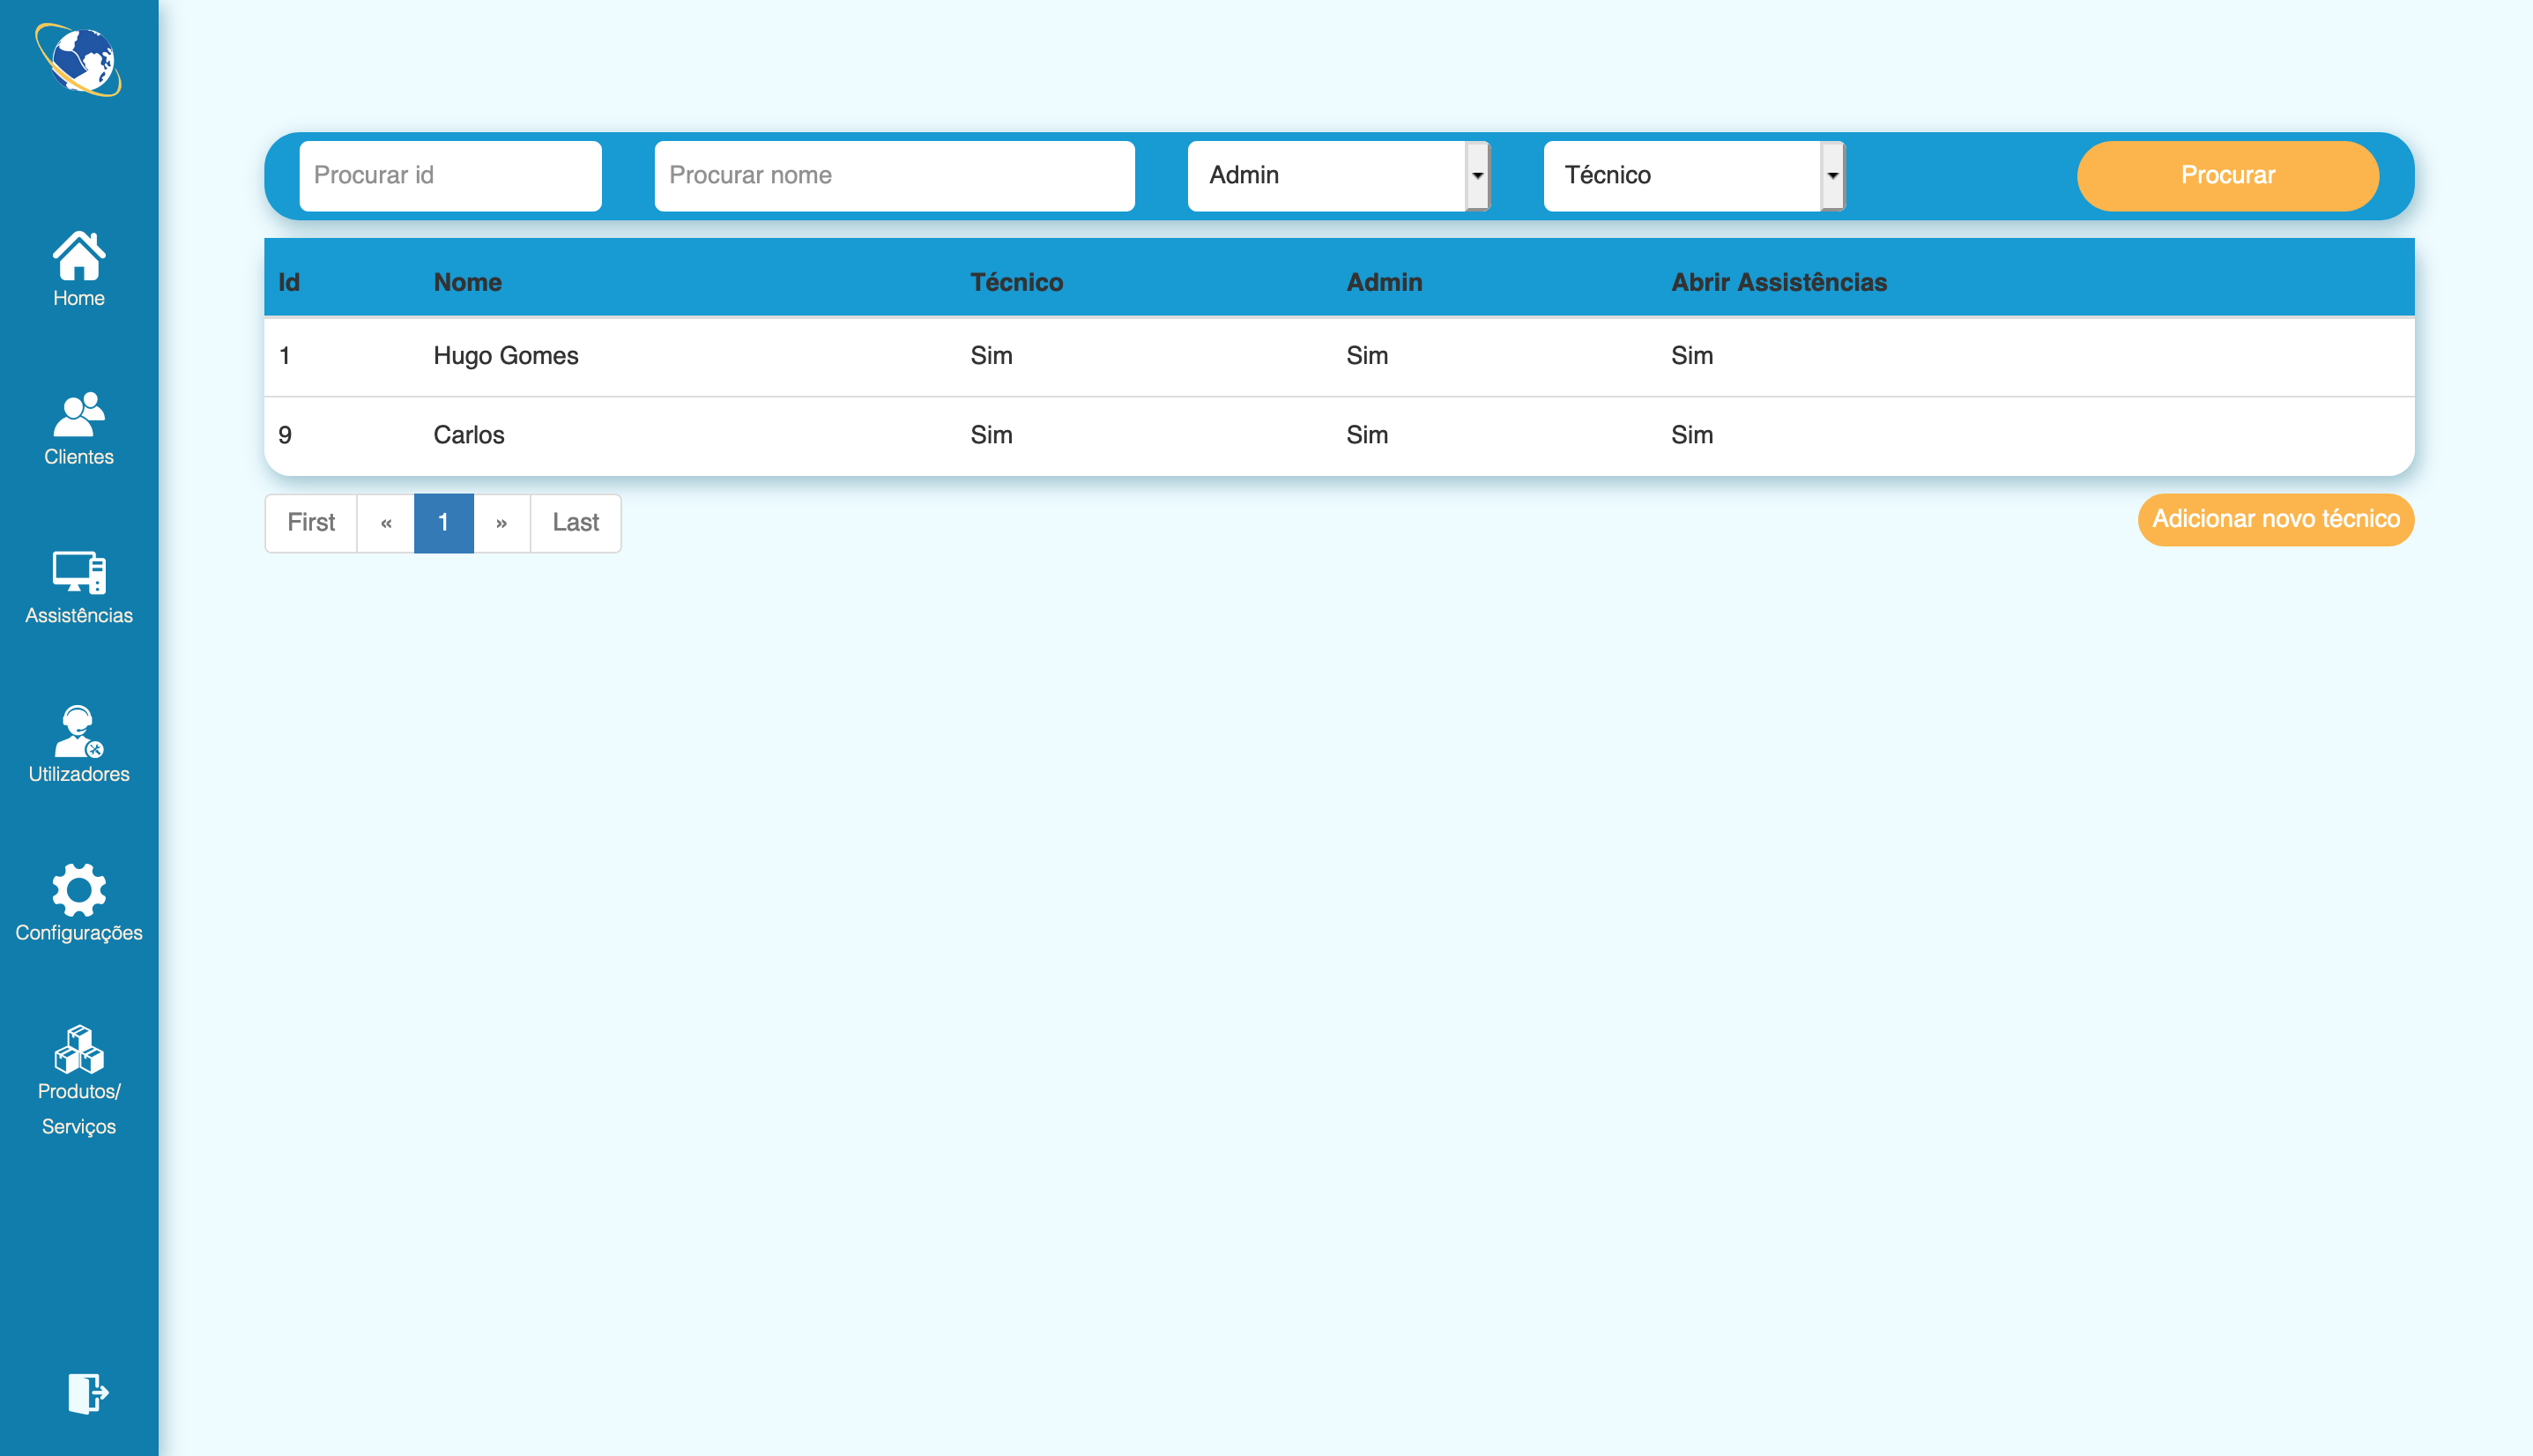 Procurar id
Procurar nome
Admin
Técnico
Procurar
Id Nome Técnico Admin Abrir Assistências
1 Hugo Gomes Sim Sim Sim
9 Carlos Sim Sim Sim
First « 1 » Last
Adicionar novo técnico
Home
Clientes
Assistências
Utilizadores
Configurações
Produtos/
Serviços